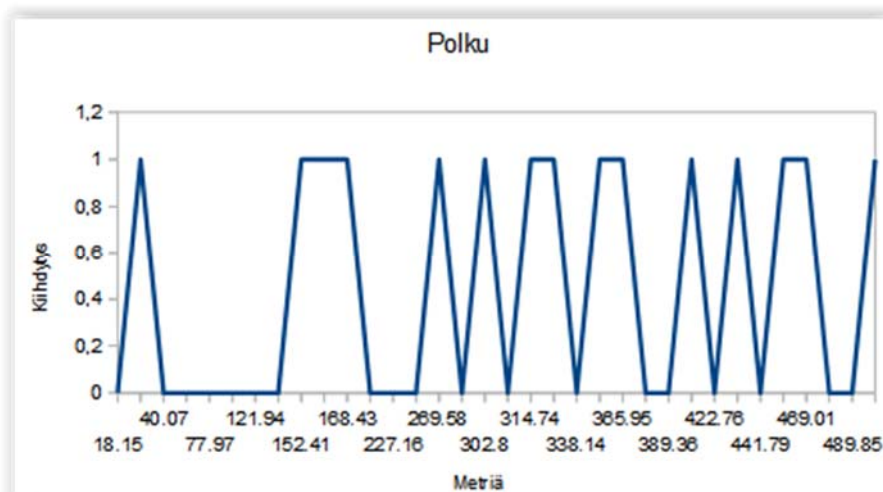 Polku
1,2
1
0,8
0,6
0,4
0,2
0
Kiihdytys
40.07 121.94 168.43 269.58 314.74 365.95 422.76 469.01
18.15 77.97 152.41 227.16 302.8 338.14 389.36 441.79 489.85
Metriä